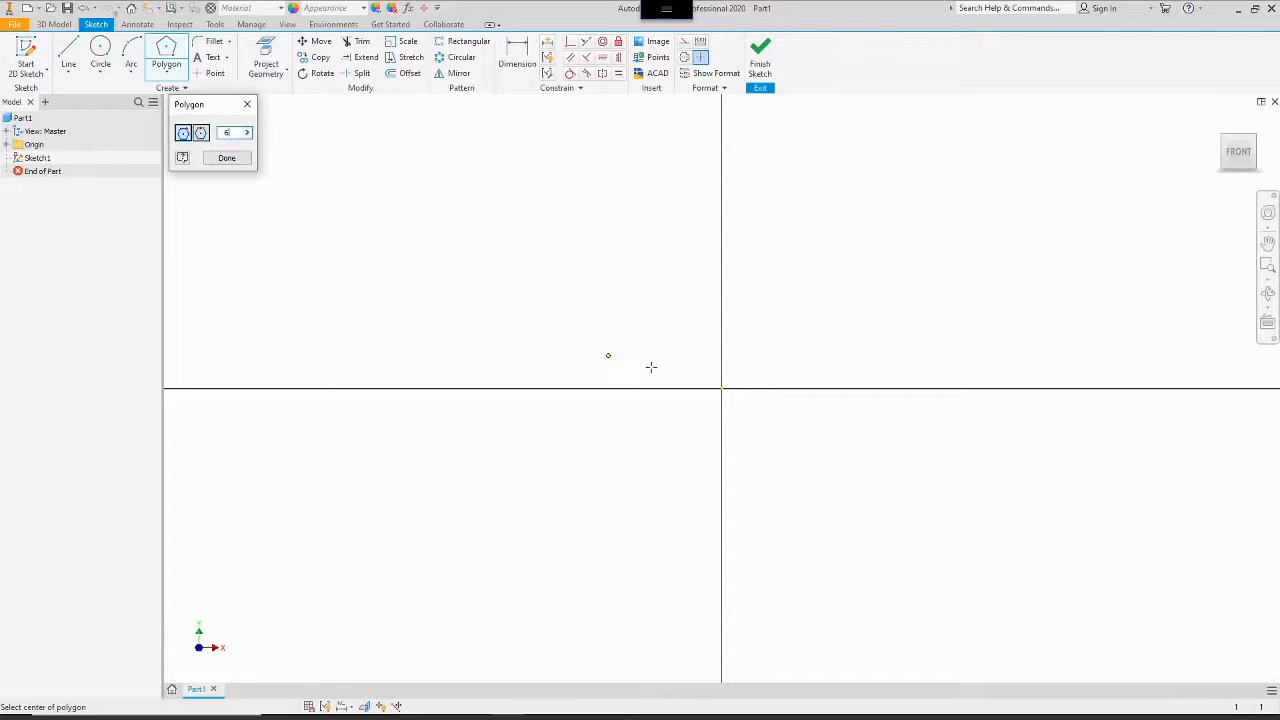 Material
Appearance
Autod
ofessional 2020
Part1
Search Help & Commands...
Sign In
File
3D Model
Sketch
Annotate
Inspect
Tools
Manage
View
Environments
Get Started
Collaborate
Start
2D Sketch
Line
Circle
Arc
Polygon
Fillet
Text
Point
Project
Geometry
Move
Copy
Rotate
Trim
Extend
Split
Scale
Stretch
Offset
Rectangular
Circular
Mirror
Dimension
Image
Points
ACAD
Show Format
Finish
Sketch
Sketch
Create
Modify
Pattern
Constrain
Insert
Format
Exit
Model
Part1
View: Master
Origin
Sketch1
End of Part
Polygon
6
Done
FRONT
Y
X
Part1
Select center of polygon
1
1